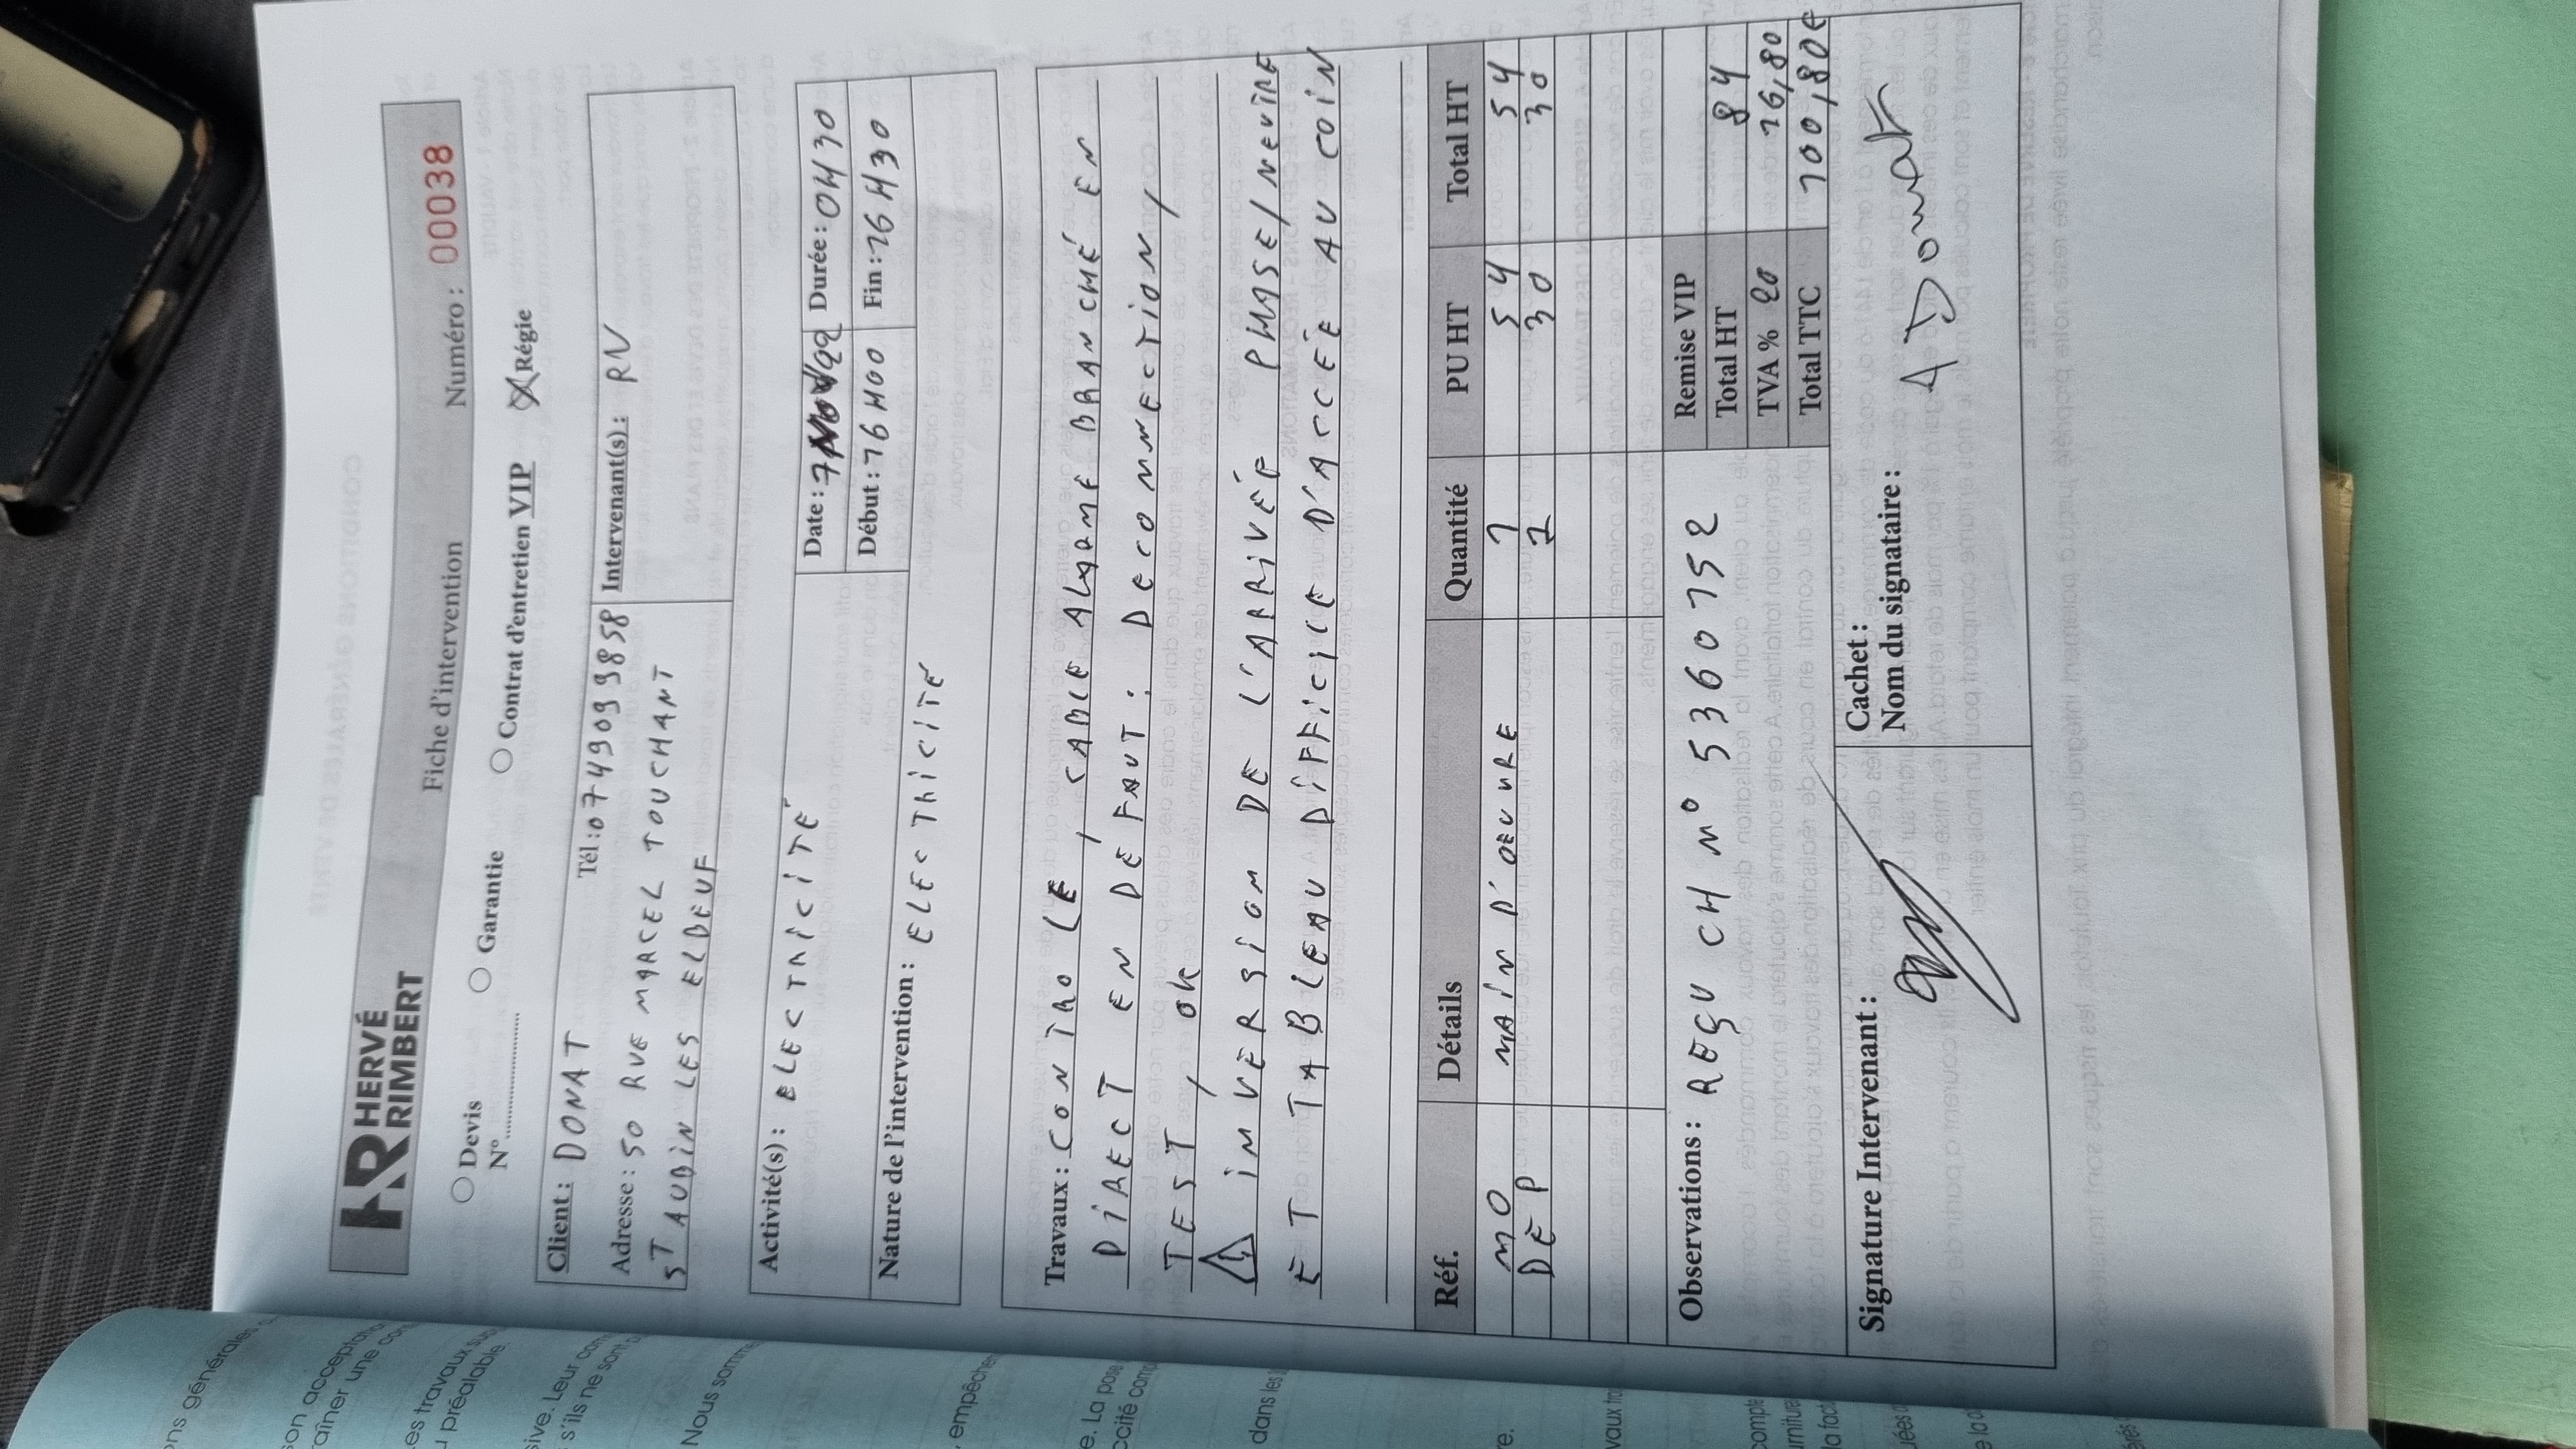 HERVÉ
RIMBERT
Fiche d'intervention
Numéro : 00038
Devis
N°
Garantie
Contrat d'entretien VIP
Régie
Client : DONAT
Tél : 0749099858
Intervenant(s) : RN
Adresse : 50 RUE MARCEL TOUCHANT
ST AUBIN LES ELBEUF
Activité(s) : ELECTRICITÉ
Date : 7
Durée : 0H30
Début : 16H00
Fin : 16H30
Nature de l'intervention : ELECTRICITÉ
Travaux : CONTROLE, CABLE ALARME BRANCHÉ EN
DIRECT EN DEFAUT : DECONNECTION,
TEST, OK
⚠ INVERSION DE L'ARRIVÉE PHASE/NEUTRE
ET TABLEAU DIFFICILE D'ACCÉE AU COIN
Réf. Détails Quantité PU HT Total HT
MO MAIN D'OEUVRE 1 54 54
DEP 1 30 30
Observations : REÇU CH N° 5360752
Remise VIP
Total HT 84
TVA % 20 16,80
Total TTC 100,80€
Signature Intervenant :
Cachet :
Nom du signataire :
A Donat